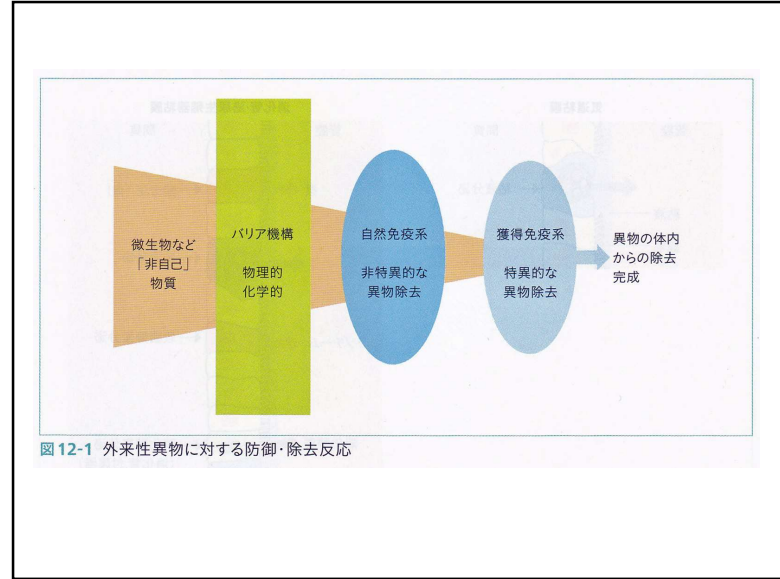 微生物など
「非自己」
物質
バリア機構
物理的
化学的
自然免疫系
非特異的な
異物除去
獲得免疫系
特異的な
異物除去
異物の体内
からの除去
完成
図12-1 外来性異物に対する防御・除去反応